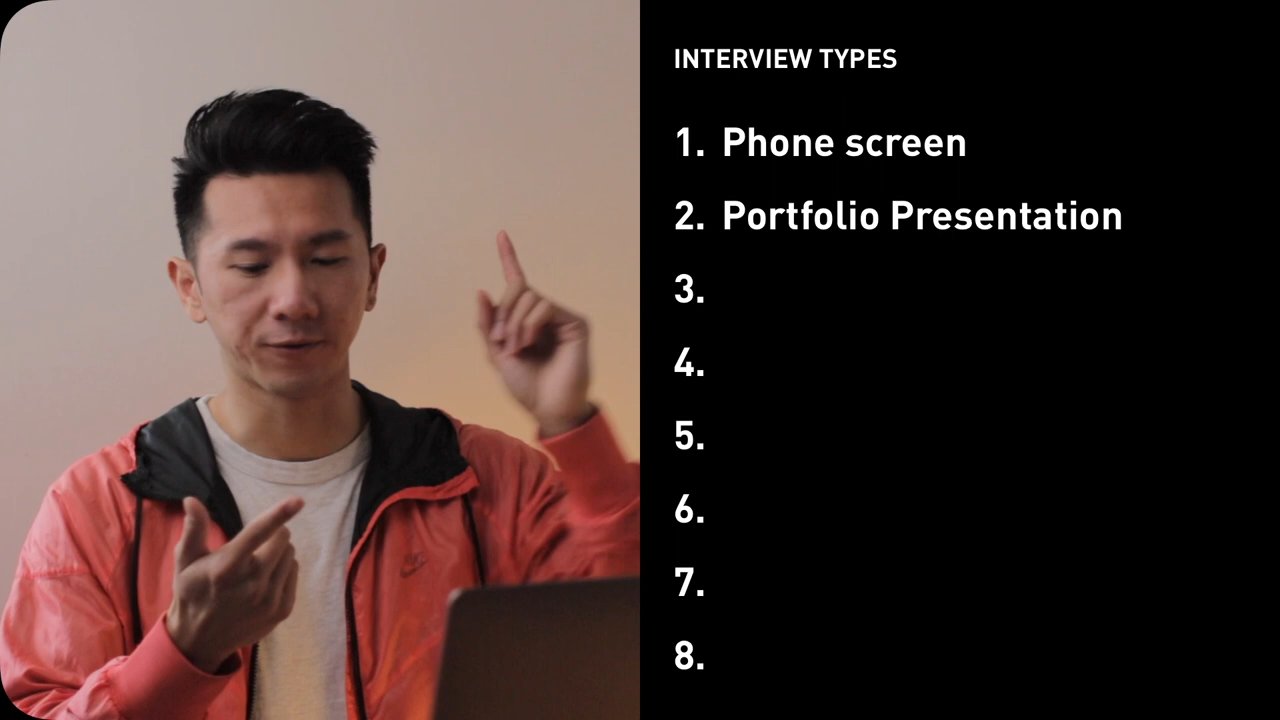 INTERVIEW TYPES
1. Phone screen
2. Portfolio Presentation
3.
4.
5.
6.
7.
8.